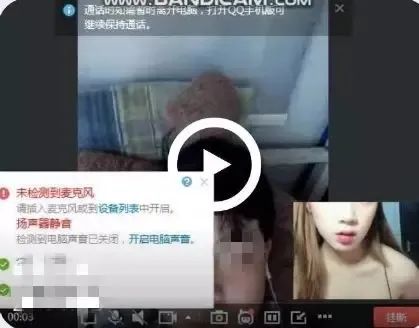 WWW.BANDICAM.COM
通话时如需暂时离开电脑，打开QQ手机版可
继续保持通话。
未检测到麦克风
请插入麦克风或到设备列表中开启。
扬声器静音
检测到电脑声音已关闭，开启电脑声音。
00:03
挂断